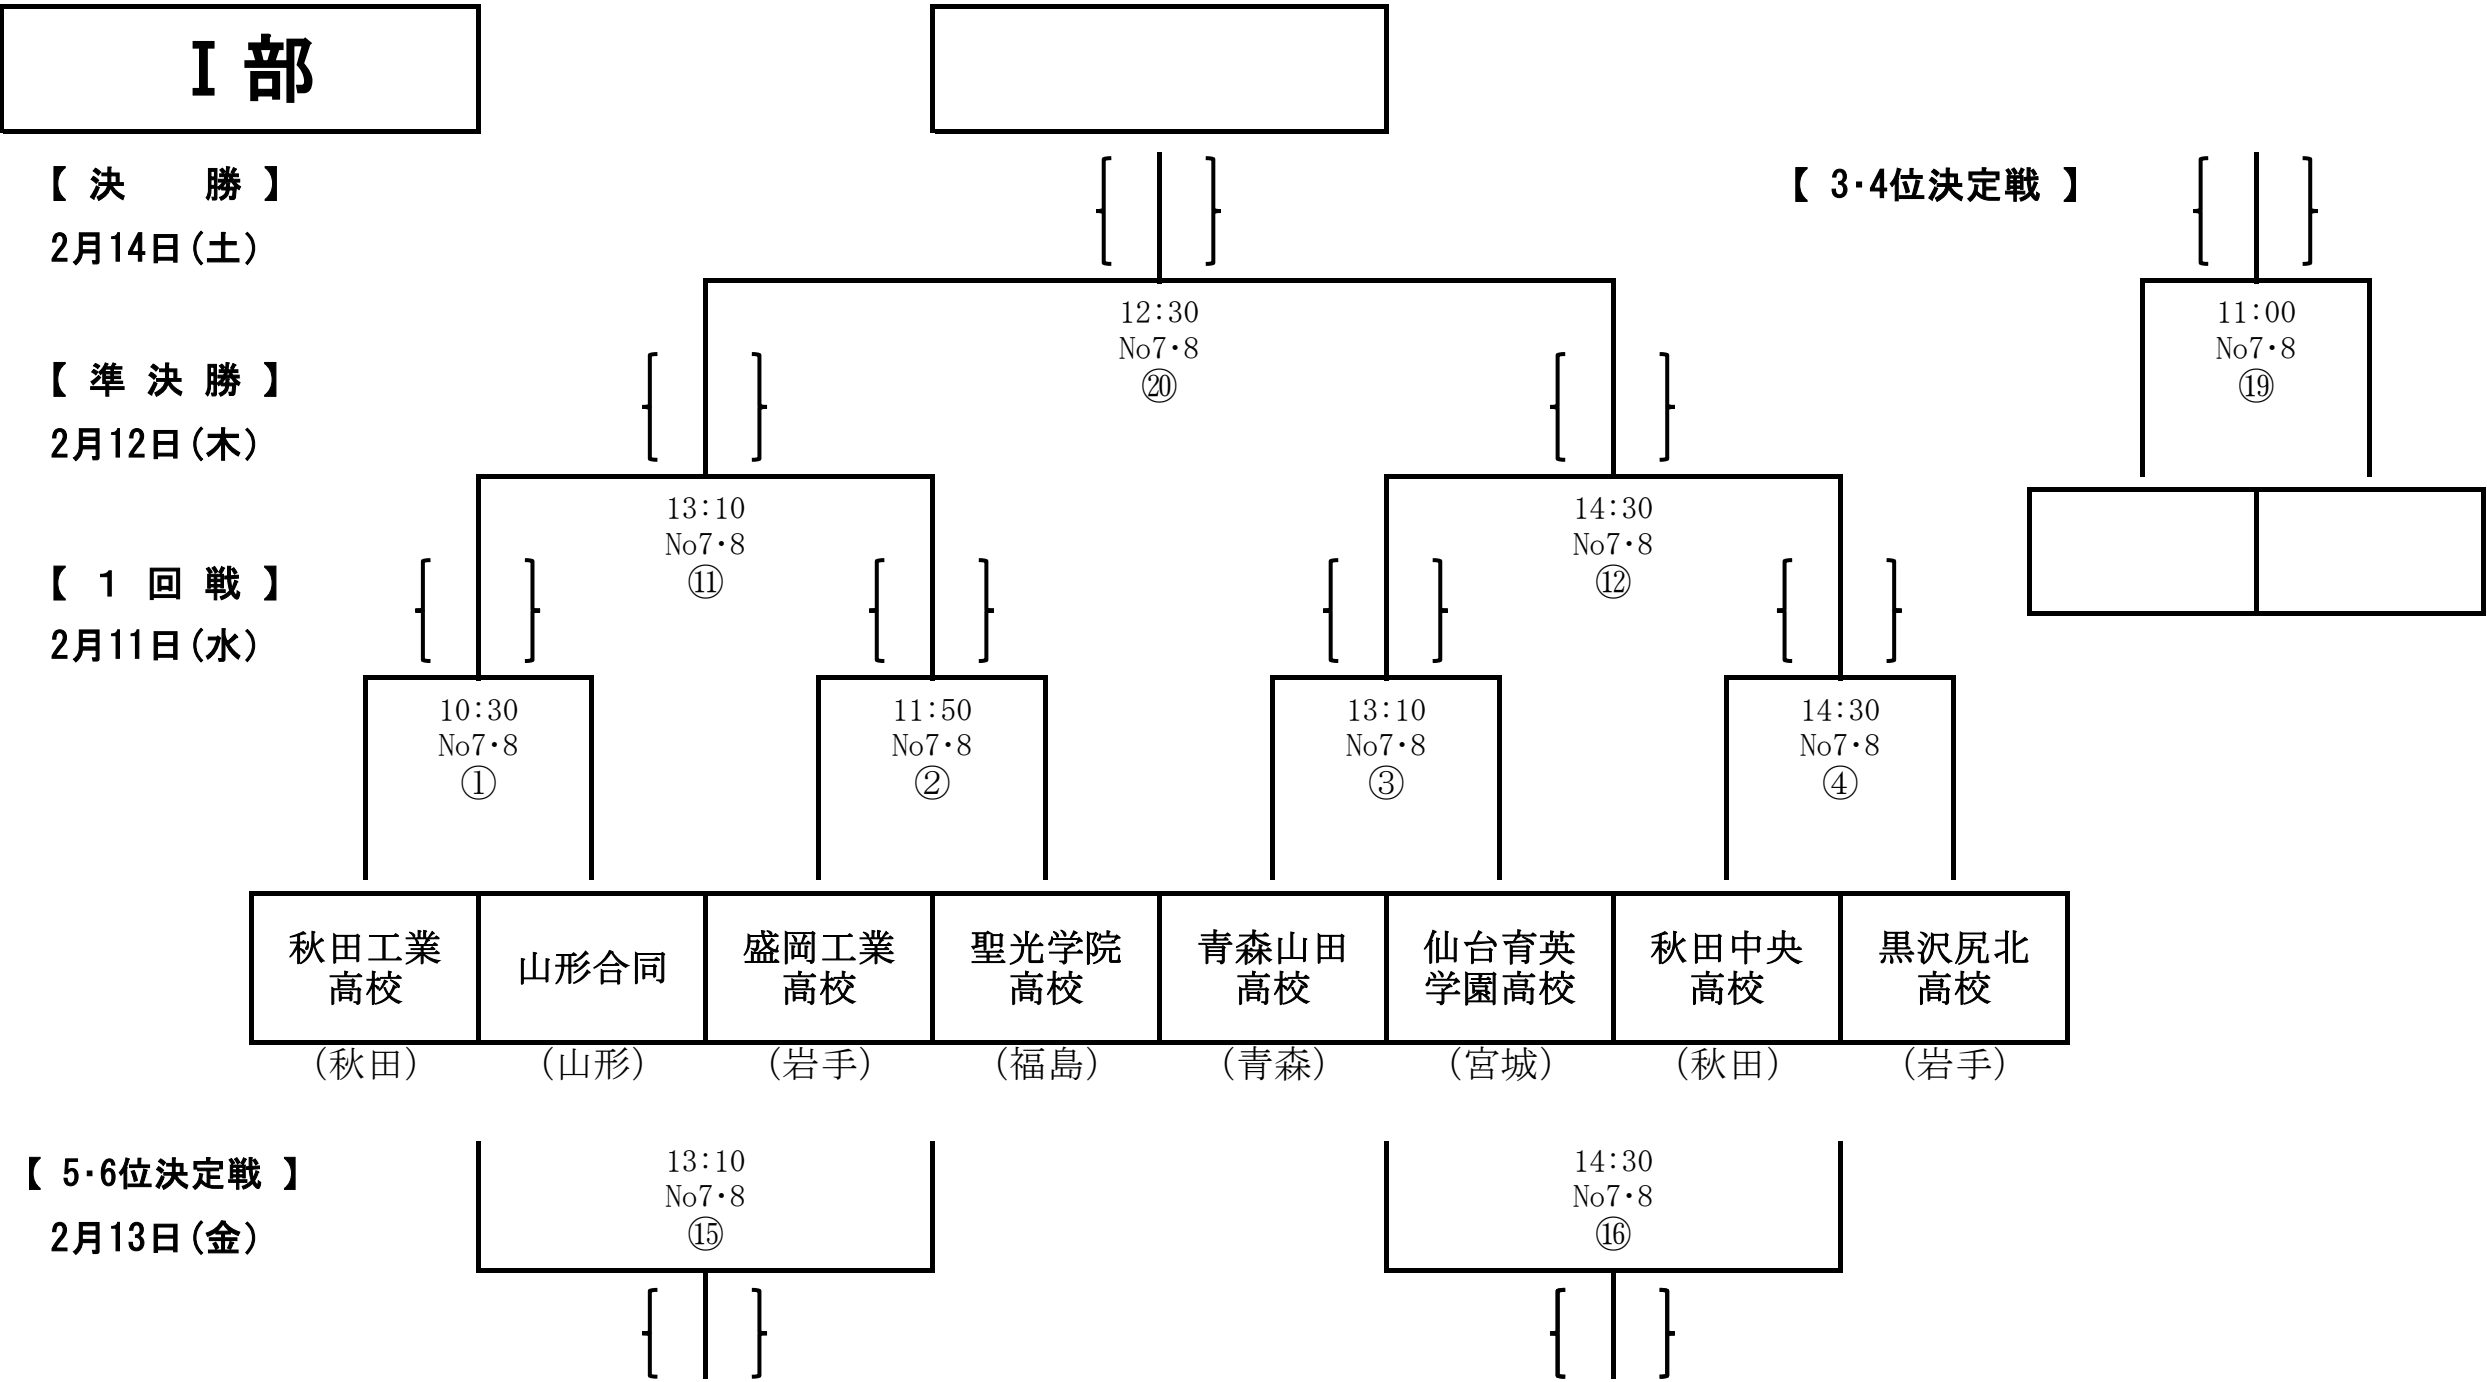 Ⅰ 部
【 決　　勝 】
2月14日(土)
【 3･4位決定戦 】
12:30
No7･8
⑳
11:00
No7･8
⑲
【 準 決 勝 】
2月12日(木)
13:10
No7･8
⑪
14:30
No7･8
⑫
【 1 回 戦 】
2月11日(水)
10:30
No7･8
①
11:50
No7･8
②
13:10
No7･8
③
14:30
No7･8
④
秋田工業
高校
(秋田)
山形合同
(山形)
盛岡工業
高校
(岩手)
聖光学院
高校
(福島)
青森山田
高校
(青森)
仙台育英
学園高校
(宮城)
秋田中央
高校
(秋田)
黒沢尻北
高校
(岩手)
【 5･6位決定戦 】
2月13日(金)
13:10
No7･8
⑮
14:30
No7･8
⑯